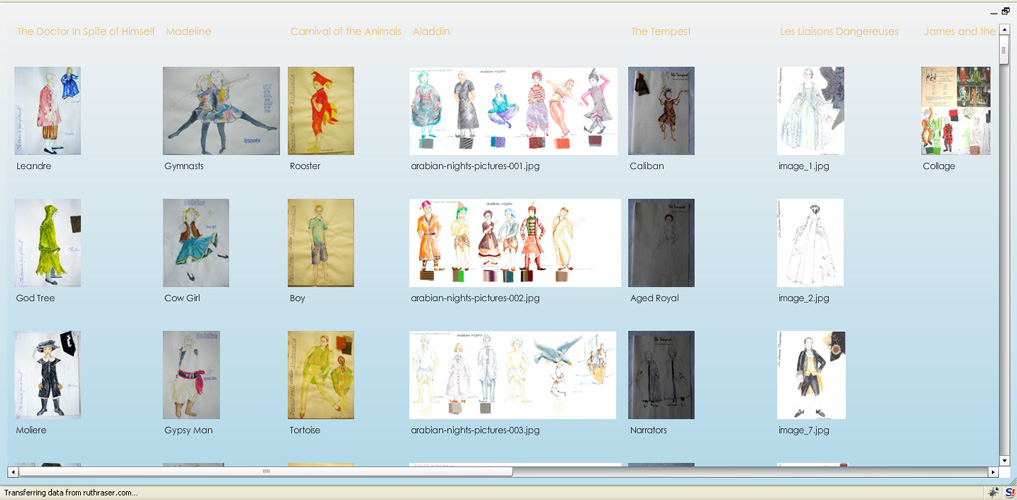 The Doctor In Spite of Himself Madeline Carnival of the Animals Aladdin The Tempest Les Liaisons Dangereuses James and the
Leandre Gymnasts Rooster arabian-nights-pictures-001.jpg Caliban image_1.jpg Collage
God Tree Cow Girl Boy arabian-nights-pictures-002.jpg Aged Royal image_2.jpg
Moliere Gypsy Man Tortoise arabian-nights-pictures-003.jpg Narrators image_7.jpg
Transferring data from ruthraser.com...